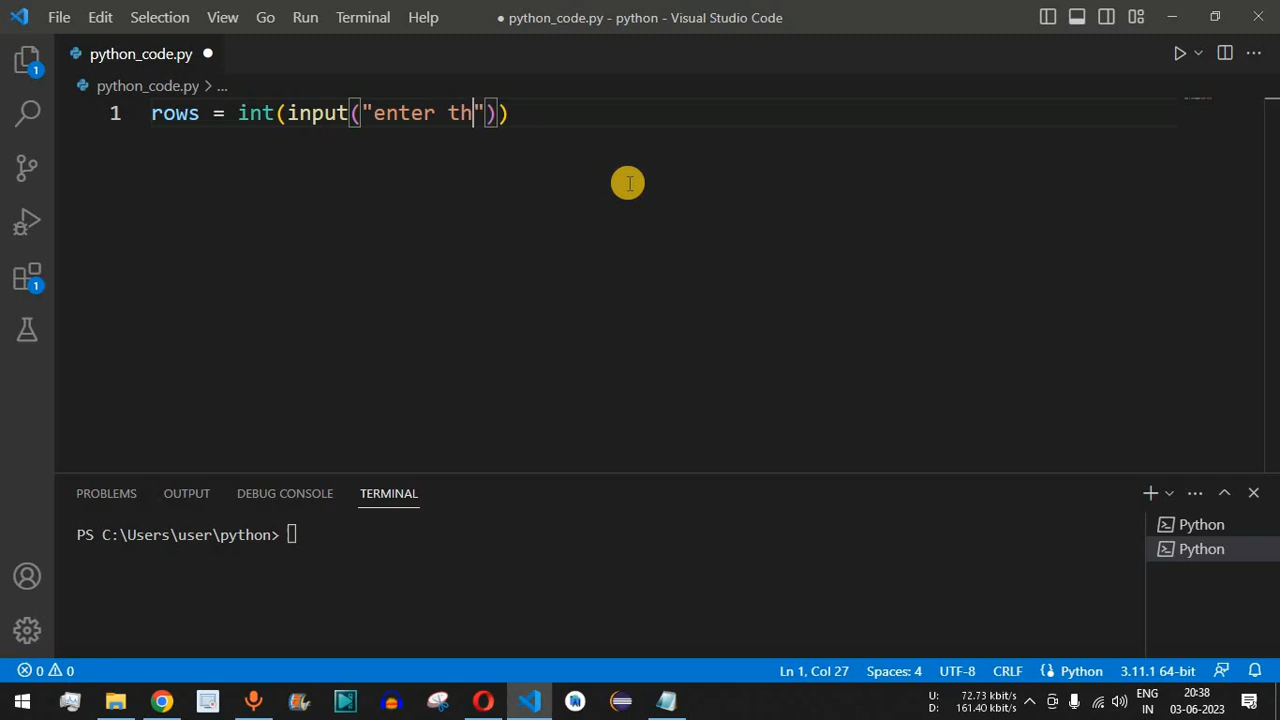 File Edit Selection View Go Run Terminal Help
● python_code.py - python - Visual Studio Code
python_code.py ●
python_code.py > ...
1 rows = int(input("enter th"))
1
1
PROBLEMS OUTPUT DEBUG CONSOLE TERMINAL
PS C:\Users\user\python>
Python
Python
0 0
Ln 1, Col 27 Spaces: 4 UTF-8 CRLF Python 3.11.1 64-bit
U: 72.73 kbit/s
D: 161.40 kbit/s
ENG
IN
20:38
03-06-2023